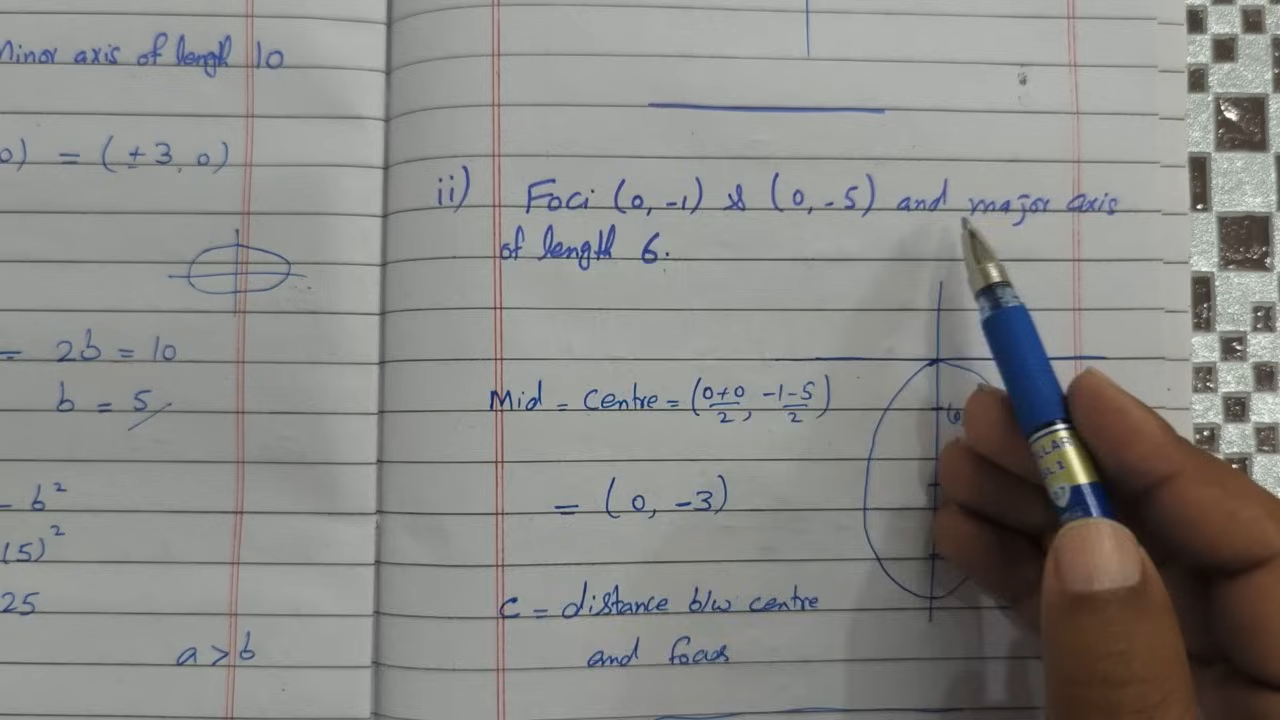 Minor axis of length 10
0) = (±3, 0)
= 2b = 10
b = 5
- b²
(5)²
25
a > b
ii) Foci (0, -1) & (0, -5) and major axis
of length 6.
Mid = Centre = (0+0/2, -1-5/2)
= (0, -3)
C = distance b/w centre
and focus